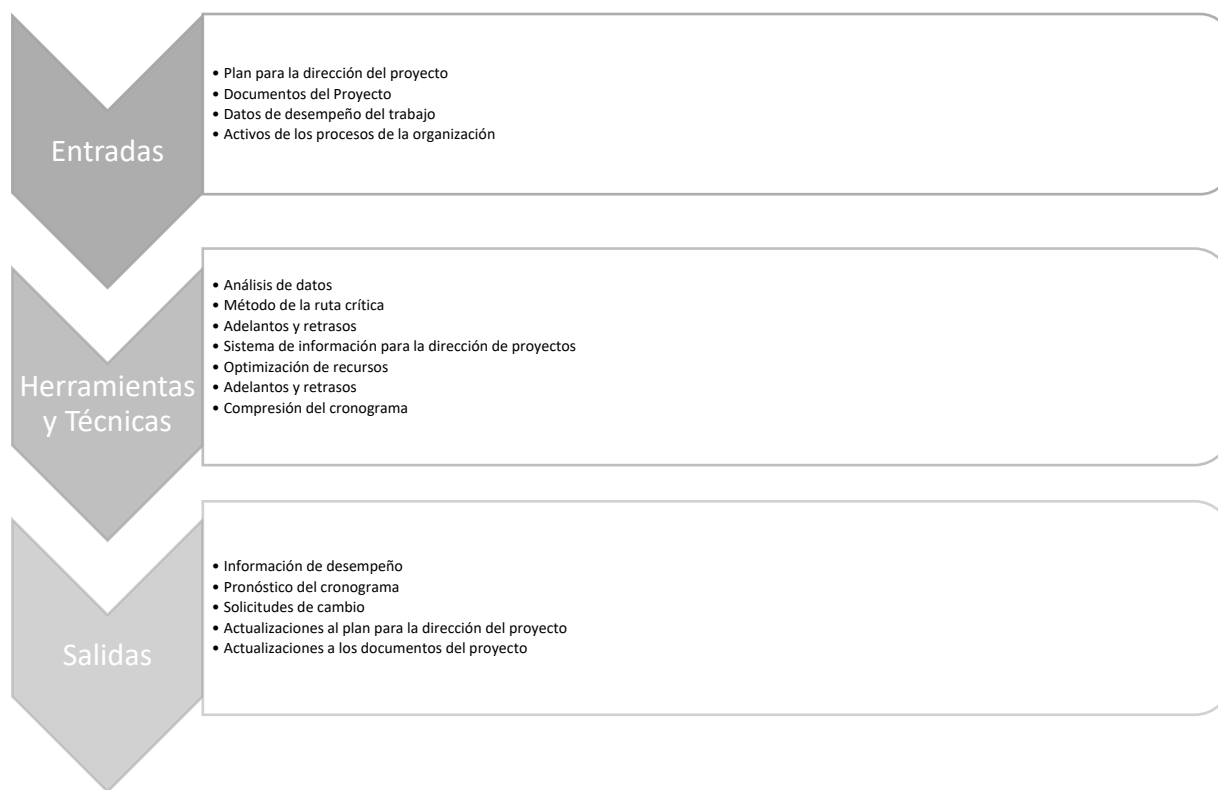 Entradas
• Plan para la dirección del proyecto
• Documentos del Proyecto
• Datos de desempeño del trabajo
• Activos de los procesos de la organización
Herramientas
y Técnicas
• Análisis de datos
• Método de la ruta crítica
• Adelantos y retrasos
• Sistema de información para la dirección de proyectos
• Optimización de recursos
• Adelantos y retrasos
• Compresión del cronograma
Salidas
• Información de desempeño
• Pronóstico del cronograma
• Solicitudes de cambio
• Actualizaciones al plan para la dirección del proyecto
• Actualizaciones a los documentos del proyecto